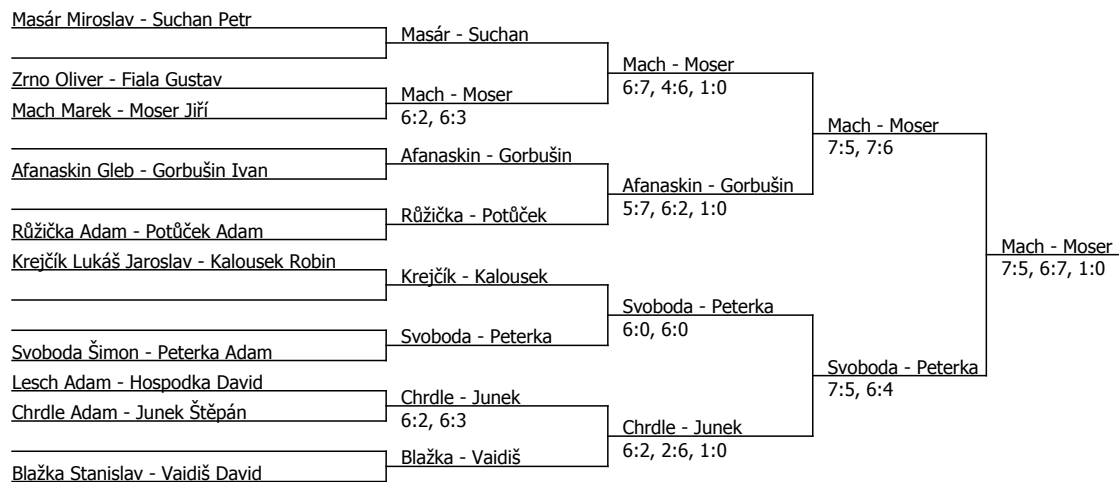 Masár Miroslav - Suchan Petr
Zrno Oliver - Fiala Gustav
Mach Marek - Moser Jiří
Afanaskin Gleb - Gorbušin Ivan
Růžička Adam - Potůček Adam
Krejčík Lukáš Jaroslav - Kalousek Robin
Svoboda Šimon - Peterka Adam
Lesch Adam - Hospodka David
Chrdle Adam - Junek Štěpán
Blažka Stanislav - Vaidiš David
Masár - Suchan
Mach - Moser
6:2, 6:3
Afanaskin - Gorbušin
Růžička - Potůček
Krejčík - Kalousek
Svoboda - Peterka
Chrdle - Junek
6:2, 6:3
Blažka - Vaidiš
Mach - Moser
6:7, 4:6, 1:0
Afanaskin - Gorbušin
5:7, 6:2, 1:0
Svoboda - Peterka
6:0, 6:0
Chrdle - Junek
6:2, 2:6, 1:0
Mach - Moser
7:5, 7:6
Svoboda - Peterka
7:5, 6:4
Mach - Moser
7:5, 6:7, 1:0